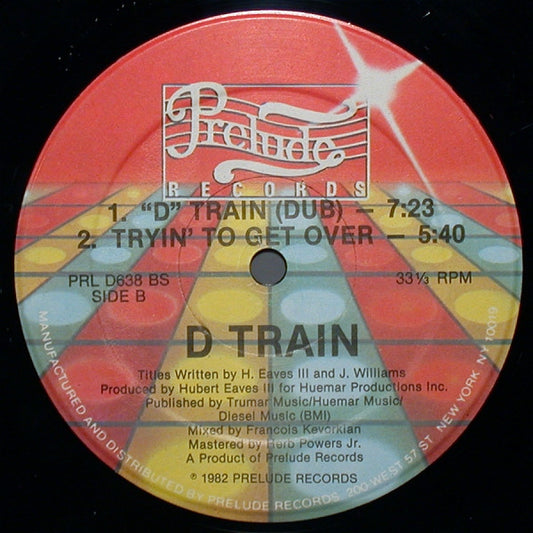 Prelude
RECORDS
1. "D" TRAIN (DUB) — 7:23
2. TRYIN' TO GET OVER — 5:40
PRL D638 BS
SIDE B
33⅓ RPM
D TRAIN
Titles Written by H. Eaves III and J. Williams
Produced by Hubert Eaves III for Huemar Productions Inc.
Published by Trumar Music/Huemar Music/
Diesel Music (BMI)
Mixed by Francois Kevorkian
Mastered by Herb Powers Jr.
A Product of Prelude Records
℗ 1982 PRELUDE RECORDS
MANUFACTURED AND DISTRIBUTED BY PRELUDE RECORDS, 200 WEST 57 ST. NEW YORK, NY 10019